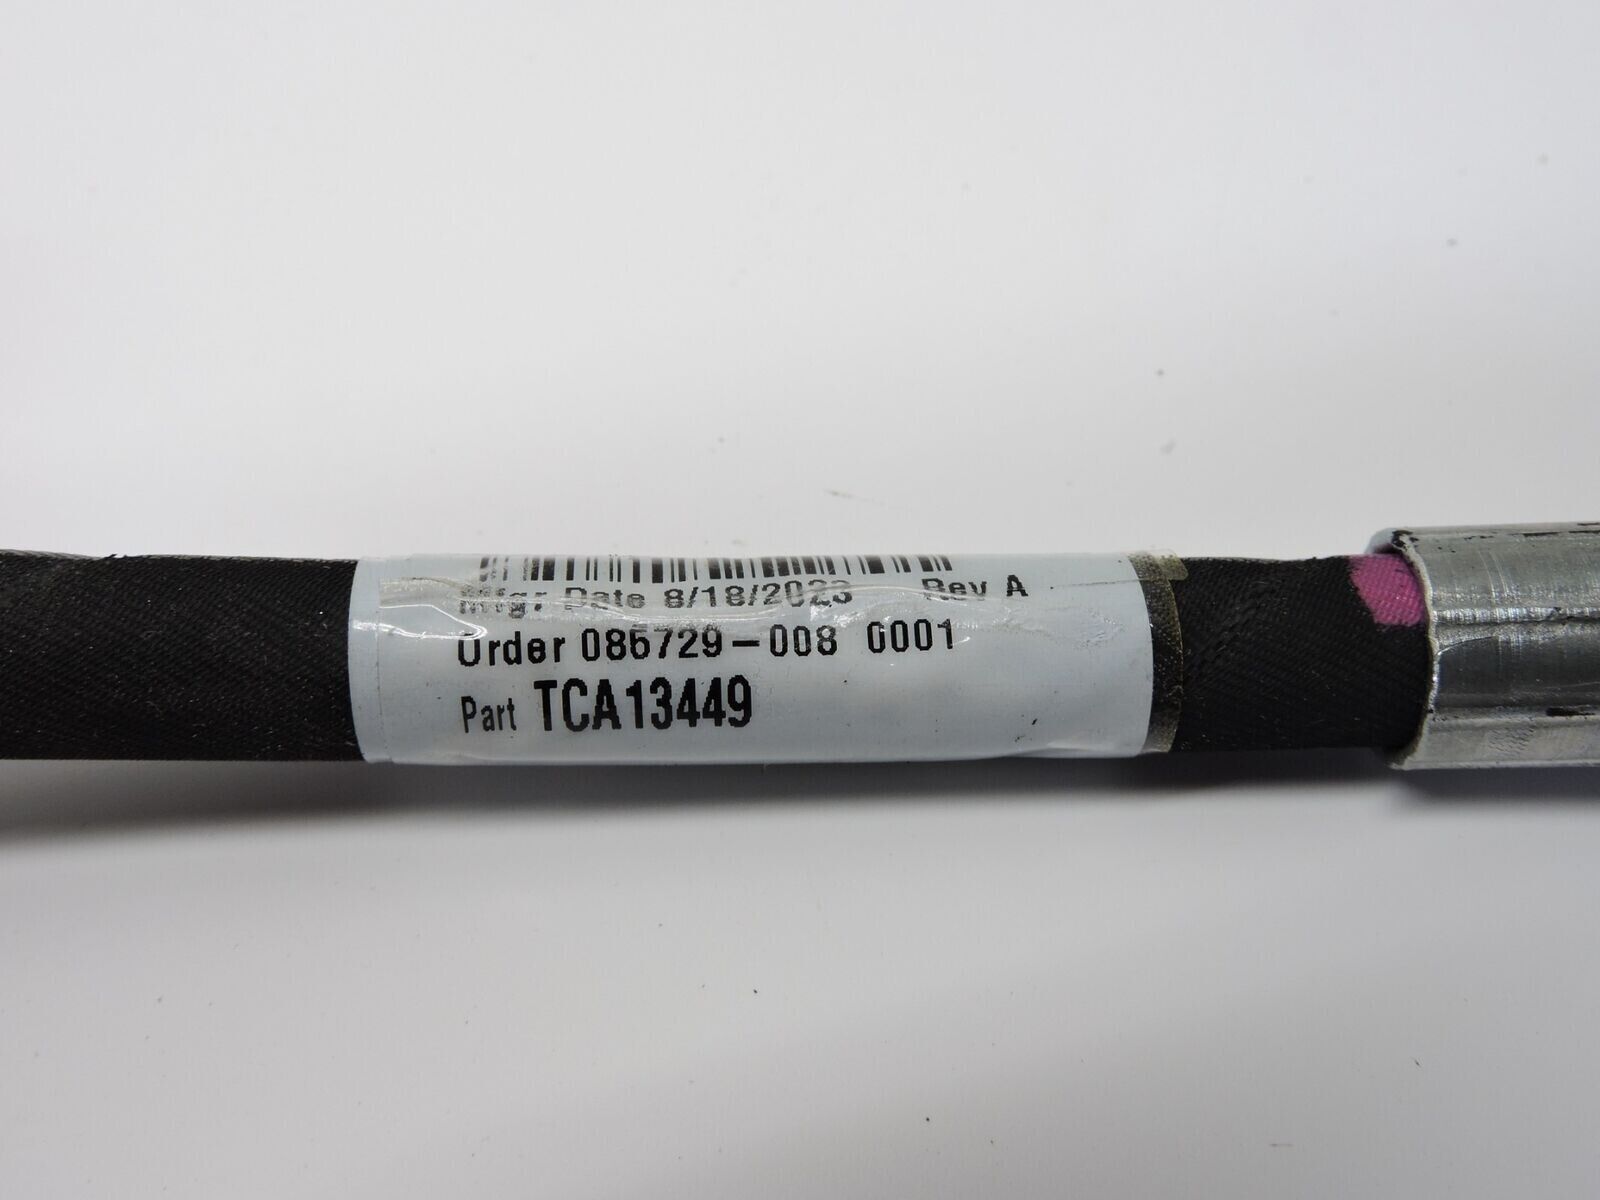 Mfgr Date 8/18/2023 Rev A
Order 086729-008 0001
Part TCA13449